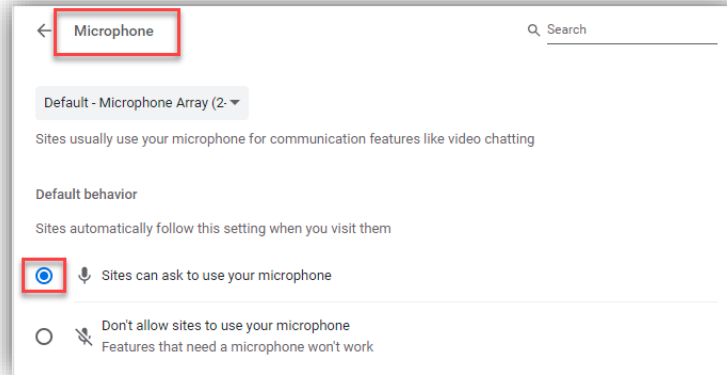 Microphone
Search
Default - Microphone Array (2-
Sites usually use your microphone for communication features like video chatting
Default behavior
Sites automatically follow this setting when you visit them
Sites can ask to use your microphone
Don't allow sites to use your microphone
Features that need a microphone won't work